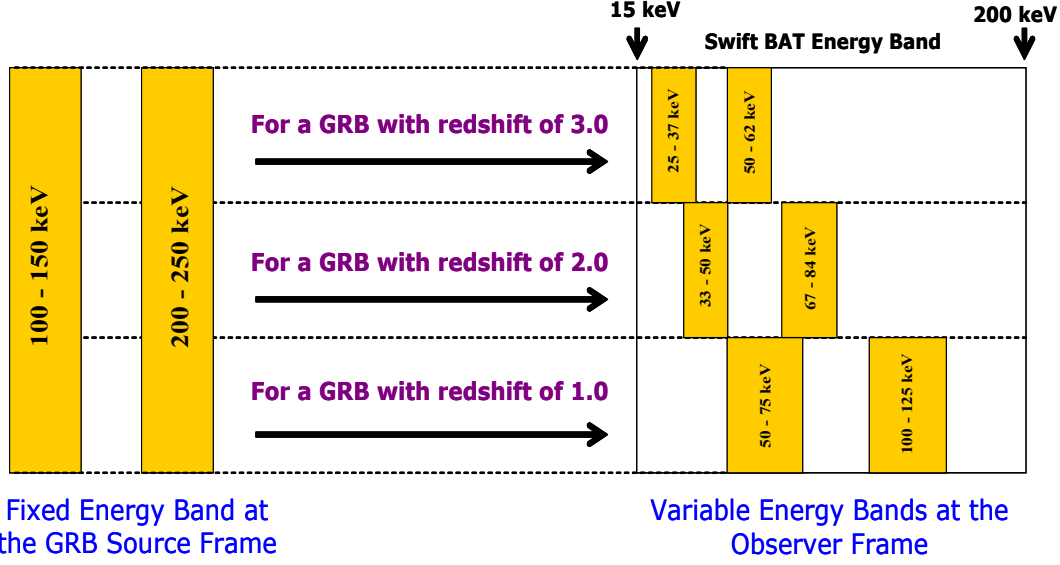 15 keV
200 keV
Swift BAT Energy Band
100 - 150 keV
200 - 250 keV
For a GRB with redshift of 3.0
25 - 37 keV
50 - 62 keV
For a GRB with redshift of 2.0
33 - 50 keV
67 - 84 keV
For a GRB with redshift of 1.0
50 - 75 keV
100 - 125 keV
Fixed Energy Band at
the GRB Source Frame
Variable Energy Bands at the
Observer Frame